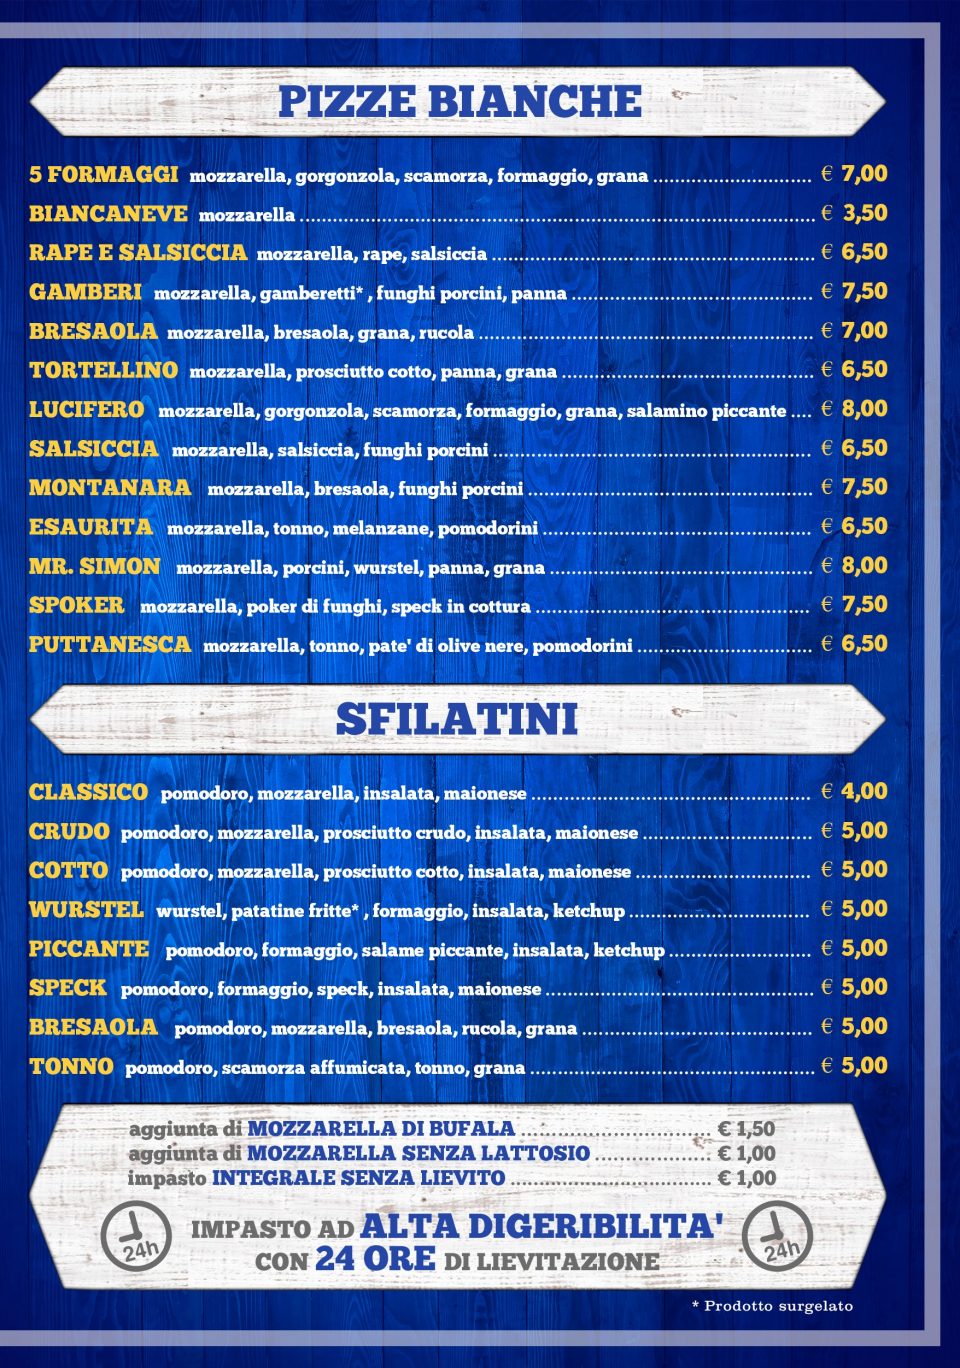 PIZZE BIANCHE
5 FORMAGGI mozzarella, gorgonzola, scamorza, formaggio, grana ................................ € 7,00
BIANCANEVE mozzarella ................................ € 3,50
RAPE E SALSICCIA mozzarella, rape, salsiccia ................................ € 6,50
GAMBERI mozzarella, gamberetti* , funghi porcini, panna ................................ € 7,50
BRESAOLA mozzarella, bresaola, grana, rucola ................................ € 7,00
TORTELLINO mozzarella, prosciutto cotto, panna, grana ................................ € 6,50
LUCIFERO mozzarella, gorgonzola, scamorza, formaggio, grana, salamino piccante .... € 8,00
SALSICCIA mozzarella, salsiccia, funghi porcini ................................ € 6,50
MONTANARA mozzarella, bresaola, funghi porcini ................................ € 7,50
ESAURITA mozzarella, tonno, melanzane, pomodorini ................................ € 6,50
MR. SIMON mozzarella, porcini, wurstel, panna, grana ................................ € 8,00
SPOKER mozzarella, poker di funghi, speck in cottura ................................ € 7,50
PUTTANESCA mozzarella, tonno, pate' di olive nere, pomodorini ................................ € 6,50
SFILATINI
CLASSICO pomodoro, mozzarella, insalata, maionese ................................ € 4,00
CRUDO pomodoro, mozzarella, prosciutto crudo, insalata, maionese ................................ € 5,00
COTTO pomodoro, mozzarella, prosciutto cotto, insalata, maionese ................................ € 5,00
WURSTEL wurstel, patatine fritte* , formaggio, insalata, ketchup ................................ € 5,00
PICCANTE pomodoro, formaggio, salame piccante, insalata, ketchup ................................ € 5,00
SPECK pomodoro, formaggio, speck, insalata, maionese ................................ € 5,00
BRESAOLA pomodoro, mozzarella, bresaola, rucola, grana ................................ € 5,00
TONNO pomodoro, scamorza affumicata, tonno, grana ................................ € 5,00
aggiunta di MOZZARELLA DI BUFALA ................................ € 1,50
aggiunta di MOZZARELLA SENZA LATTOSIO ................................ € 1,00
impasto INTEGRALE SENZA LIEVITO ................................ € 1,00
24h
IMPASTO AD ALTA DIGERIBILITA'
CON 24 ORE DI LIEVITAZIONE
24h
* Prodotto surgelato